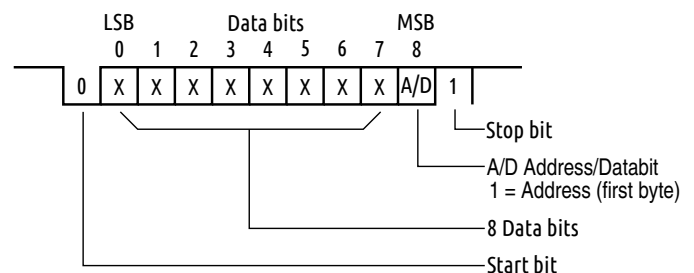 LSB Data bits MSB
0 1 2 3 4 5 6 7 8
0 X X X X X X X X A/D 1
Stop bit
A/D Address/Databit
1 = Address (first byte)
8 Data bits
Start bit